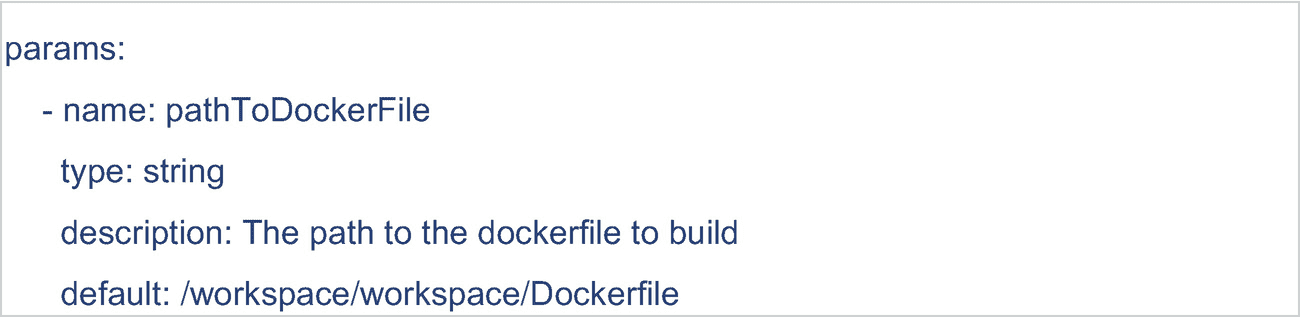 params:
- name: pathToDockerFile
type: string
description: The path to the dockerfile to build
default: /workspace/workspace/Dockerfile